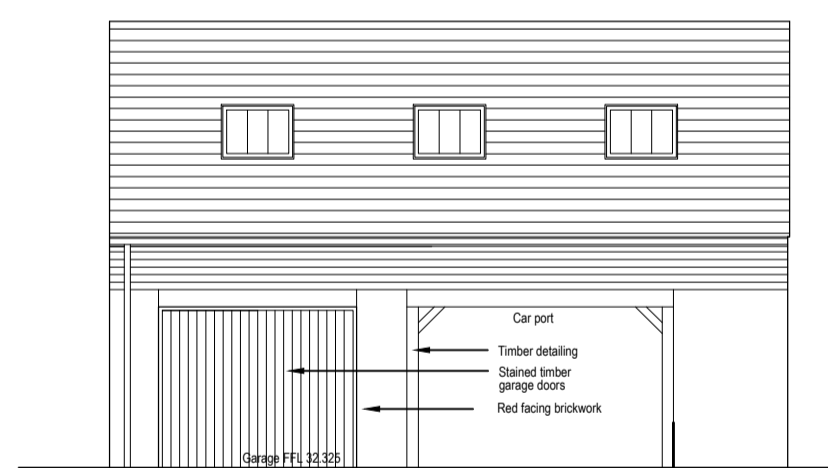 Car port
Timber detailing
Stained timber
garage doors
Red facing brickwork
Garage FFL 32.325